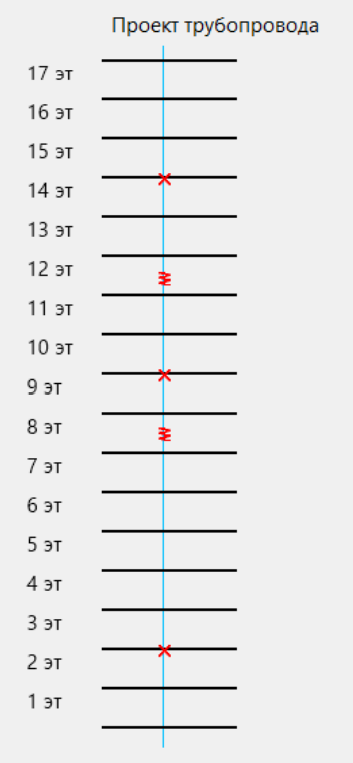 Проект трубопровода
17 эт
16 эт
15 эт
14 эт
13 эт
12 эт
11 эт
10 эт
9 эт
8 эт
7 эт
6 эт
5 эт
4 эт
3 эт
2 эт
1 эт